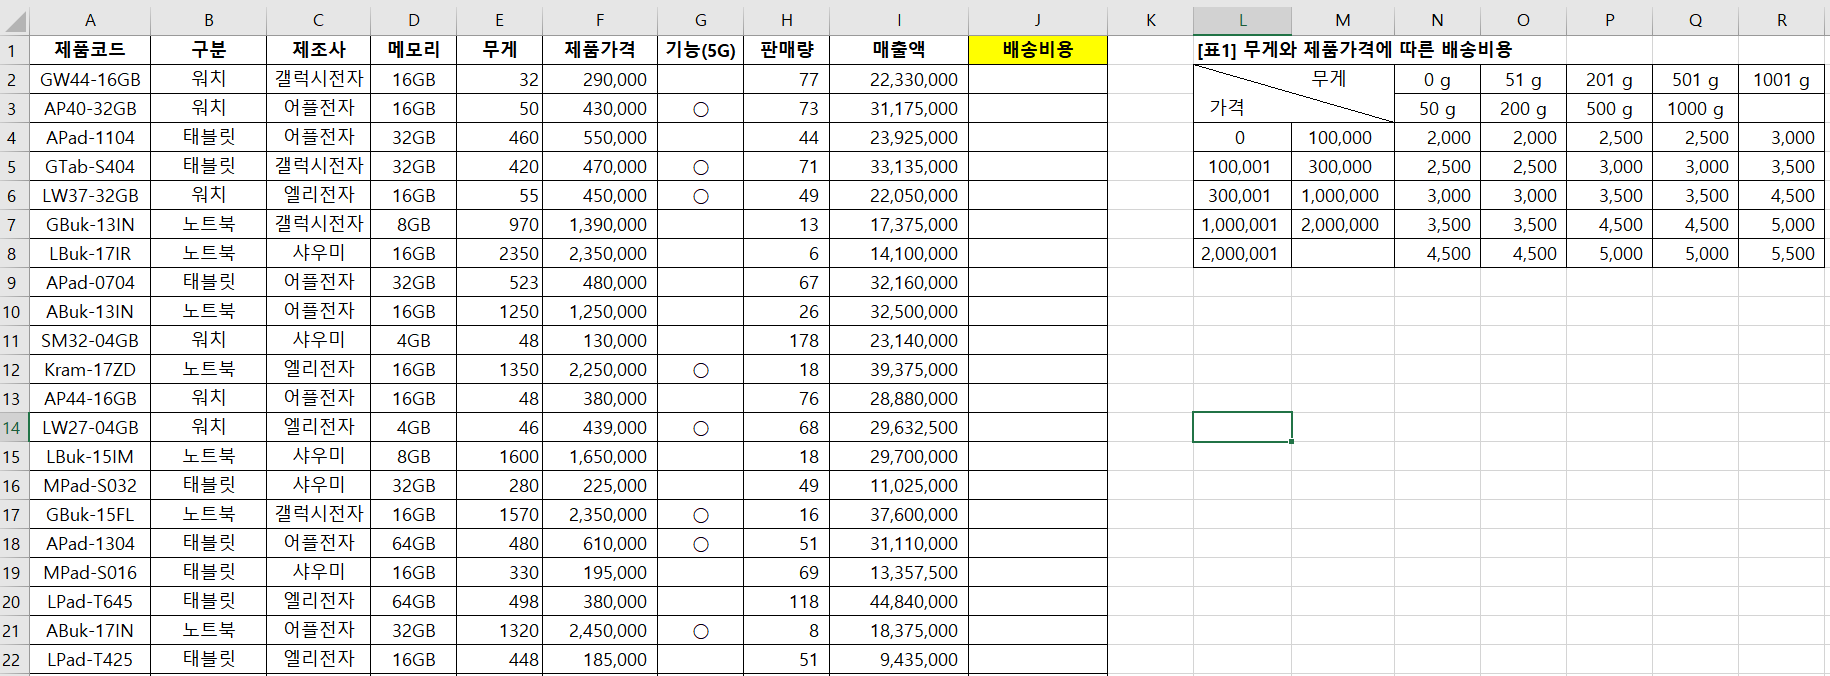 A B C D E F G H I J K L M N O P Q R
1 제품코드 구분 제조사 메모리 무게 제품가격 기능(5G) 판매량 매출액 배송비용 [표1] 무게와 제품가격에 따른 배송비용
2 GW44-16GB 워치 갤럭시전자 16GB 32 290,000 77 22,330,000 무게 0 g 51 g 201 g 501 g 1001 g
3 AP40-32GB 워치 어플전자 16GB 50 430,000 ○ 73 31,175,000 가격 50 g 200 g 500 g 1000 g
4 APad-1104 태블릿 어플전자 32GB 460 550,000 44 23,925,000 0 100,000 2,000 2,000 2,500 2,500 3,000
5 GTab-S404 태블릿 갤럭시전자 32GB 420 470,000 ○ 71 33,135,000 100,001 300,000 2,500 2,500 3,000 3,000 3,500
6 LW37-32GB 워치 엘리전자 16GB 55 450,000 ○ 49 22,050,000 300,001 1,000,000 3,000 3,000 3,500 3,500 4,500
7 GBuk-13IN 노트북 갤럭시전자 8GB 970 1,390,000 13 17,375,000 1,000,001 2,000,000 3,500 3,500 4,500 4,500 5,000
8 LBuk-17IR 노트북 샤우미 16GB 2350 2,350,000 6 14,100,000 2,000,001 4,500 4,500 5,000 5,000 5,500
9 APad-0704 태블릿 어플전자 32GB 523 480,000 67 32,160,000
10 ABuk-13IN 노트북 어플전자 16GB 1250 1,250,000 26 32,500,000
11 SM32-04GB 워치 샤우미 4GB 48 130,000 178 23,140,000
12 Kram-17ZD 노트북 엘리전자 16GB 1350 2,250,000 ○ 18 39,375,000
13 AP44-16GB 워치 어플전자 16GB 48 380,000 76 28,880,000
14 LW27-04GB 워치 엘리전자 4GB 46 439,000 ○ 68 29,632,500
15 LBuk-15IM 노트북 샤우미 8GB 1600 1,650,000 18 29,700,000
16 MPad-S032 태블릿 샤우미 32GB 280 225,000 49 11,025,000
17 GBuk-15FL 노트북 갤럭시전자 16GB 1570 2,350,000 ○ 16 37,600,000
18 APad-1304 태블릿 어플전자 64GB 480 610,000 ○ 51 31,110,000
19 MPad-S016 태블릿 샤우미 16GB 330 195,000 69 13,357,500
20 LPad-T645 태블릿 엘리전자 64GB 498 380,000 118 44,840,000
21 ABuk-17IN 노트북 어플전자 32GB 1320 2,450,000 ○ 8 18,375,000
22 LPad-T425 태블릿 엘리전자 16GB 448 185,000 51 9,435,000